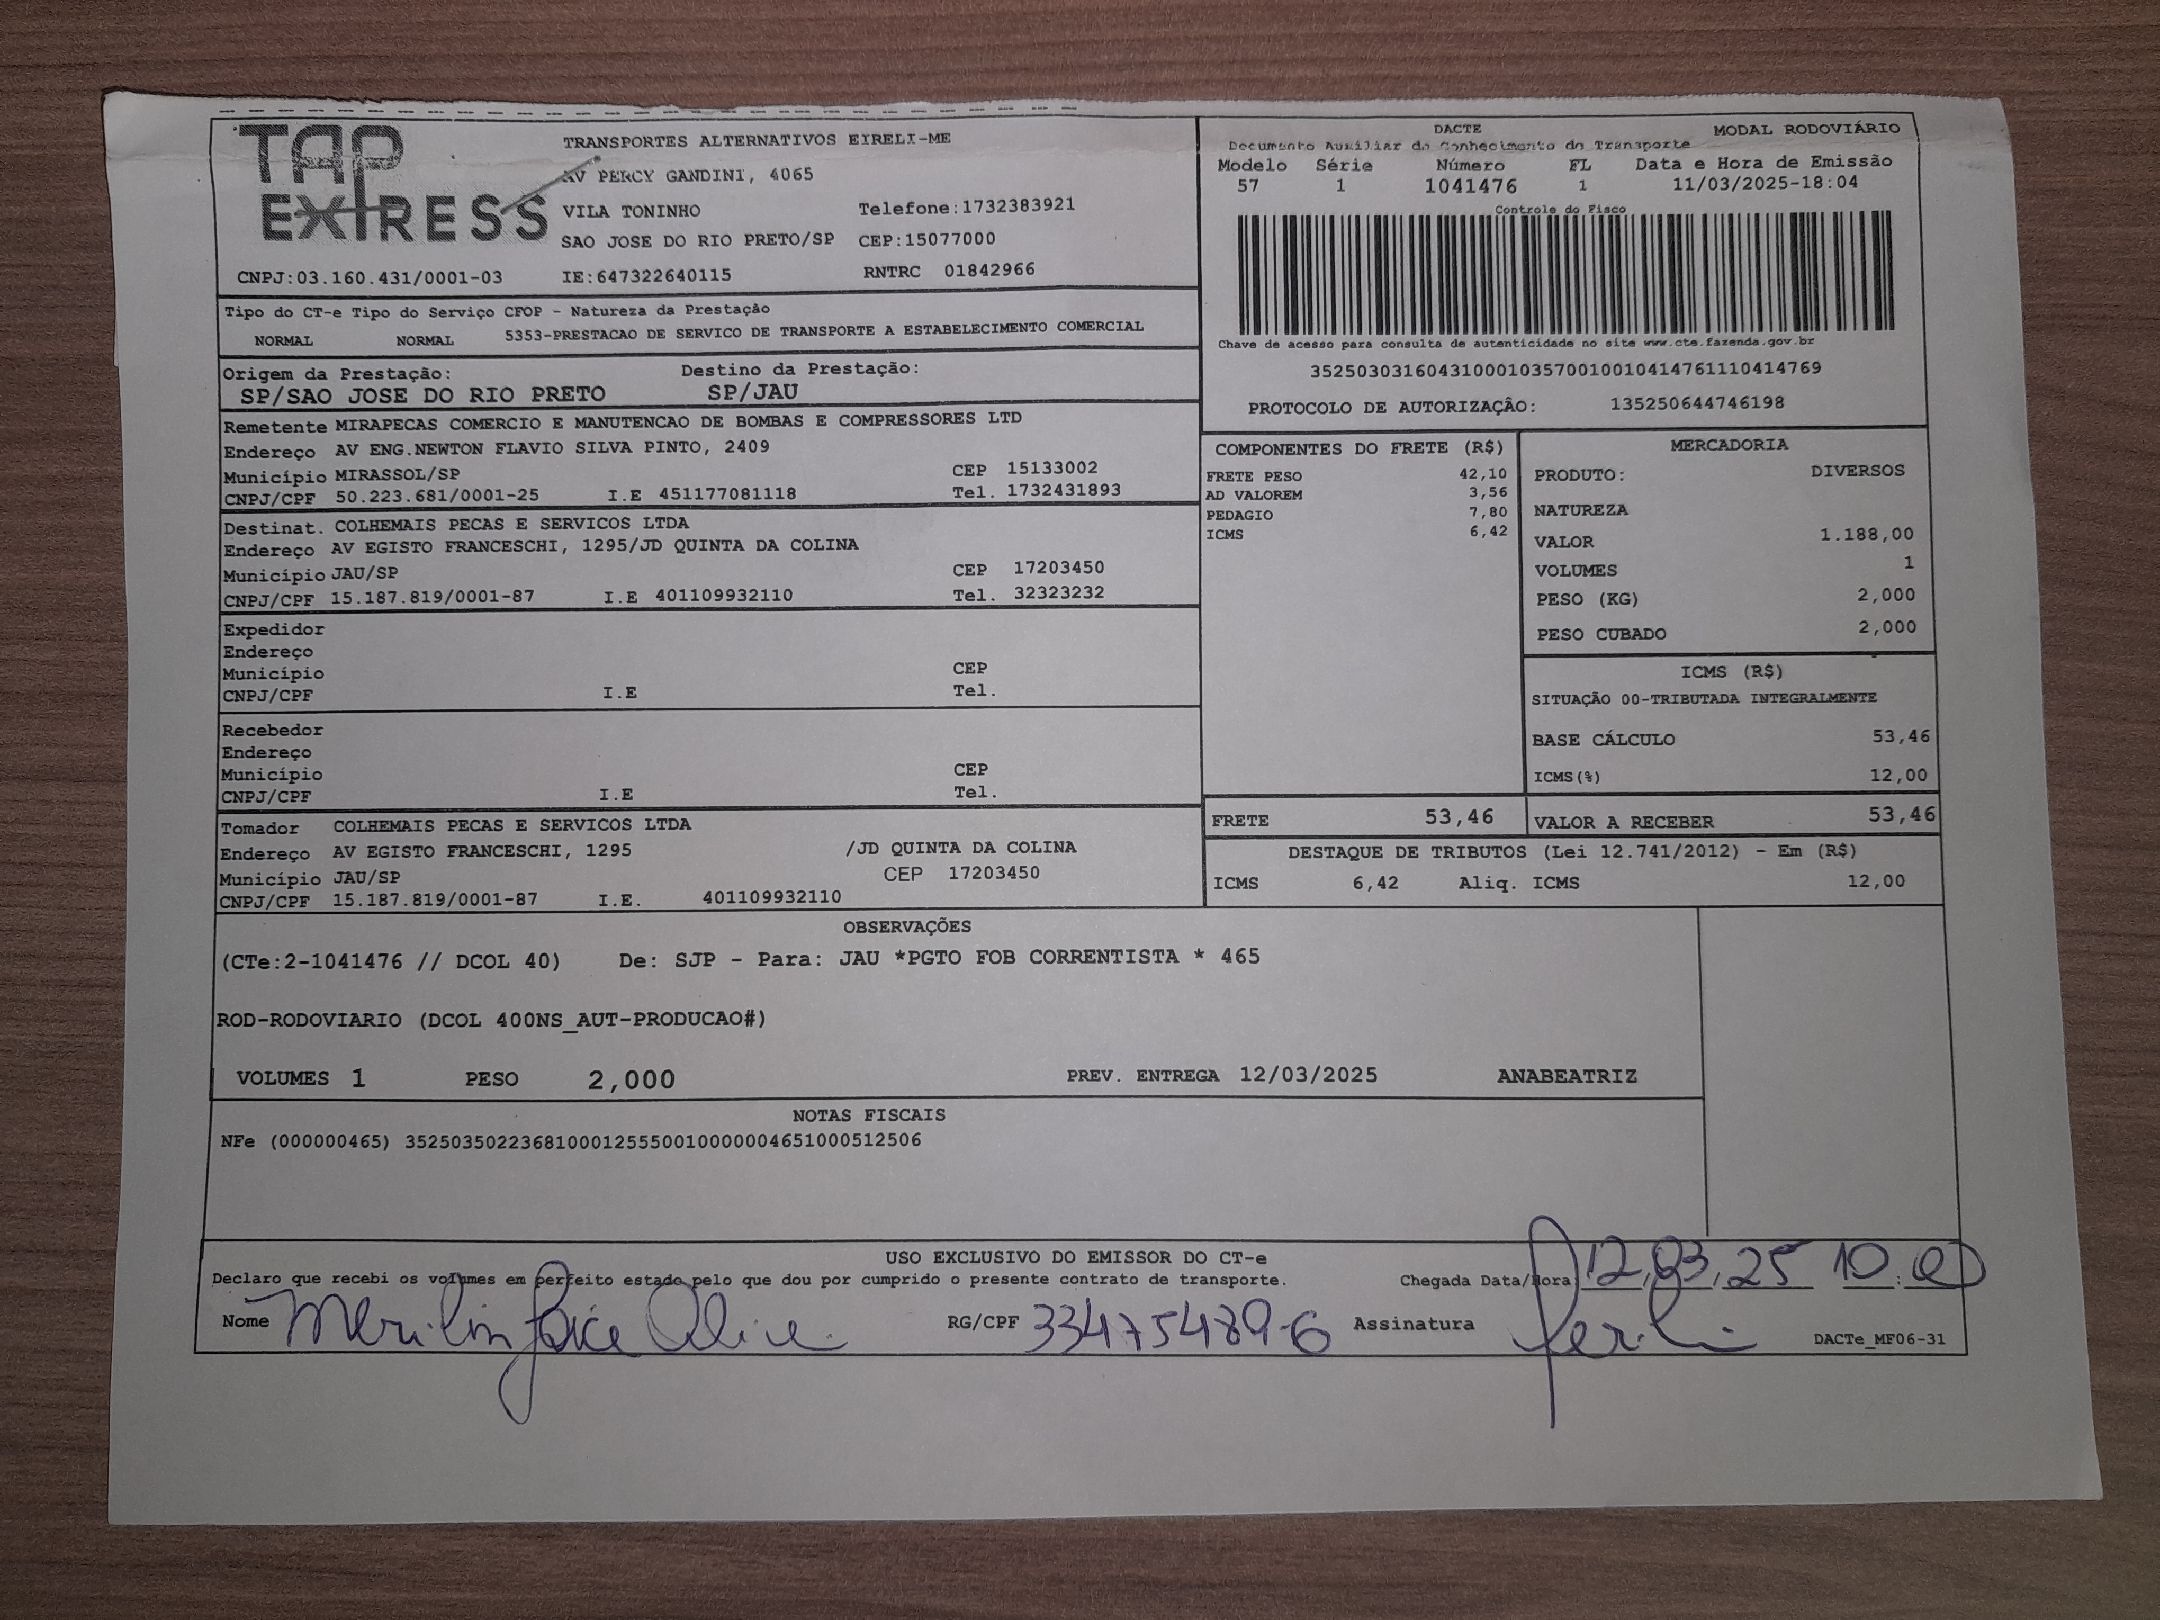 TAP
EXPRESS
TRANSPORTES ALTERNATIVOS EIRELI-ME
AV PERCY GANDINI, 4065
VILA TONINHO Telefone:1732383921
SAO JOSE DO RIO PRETO/SP CEP:15077000
CNPJ:03.160.431/0001-03 IE:647322640115 RNTRC 01842966
DACTE MODAL RODOVIÁRIO
Documento Auxiliar do Conhecimento do Transporte
Modelo Série Número FL Data e Hora de Emissão
57 1 1041476 1 11/03/2025-18:04
Controle do Fisco
Chave de acesso para consulta de autenticidade no site www.cte.fazenda.gov.br
35250303160431000103570010010414761110414769
PROTOCOLO DE AUTORIZAÇÃO: 135250644746198
Tipo do CT-e Tipo do Serviço CFOP - Natureza da Prestação
NORMAL NORMAL 5353-PRESTACAO DE SERVICO DE TRANSPORTE A ESTABELECIMENTO COMERCIAL
Origem da Prestação: Destino da Prestação:
SP/SAO JOSE DO RIO PRETO SP/JAU
Remetente MIRAPECAS COMERCIO E MANUTENCAO DE BOMBAS E COMPRESSORES LTD
Endereço AV ENG.NEWTON FLAVIO SILVA PINTO, 2409
Município MIRASSOL/SP CEP 15133002
CNPJ/CPF 50.223.681/0001-25 I.E 451177081118 Tel. 1732431893
Destinat. COLHEMAIS PECAS E SERVICOS LTDA
Endereço AV EGISTO FRANCESCHI, 1295/JD QUINTA DA COLINA
Município JAU/SP CEP 17203450
CNPJ/CPF 15.187.819/0001-87 I.E 401109932110 Tel. 32323232
Expedidor
Endereço
Município CEP
CNPJ/CPF I.E Tel.
Recebedor
Endereço
Município CEP
CNPJ/CPF I.E Tel.
Tomador COLHEMAIS PECAS E SERVICOS LTDA
Endereço AV EGISTO FRANCESCHI, 1295 /JD QUINTA DA COLINA
Município JAU/SP CEP 17203450
CNPJ/CPF 15.187.819/0001-87 I.E. 401109932110
COMPONENTES DO FRETE (R$)
FRETE PESO 42,10
AD VALOREM 3,56
PEDAGIO 7,80
ICMS 6,42
MERCADORIA
PRODUTO: DIVERSOS
NATUREZA
VALOR 1.188,00
VOLUMES 1
PESO (KG) 2,000
PESO CUBADO 2,000
ICMS (R$)
SITUAÇÃO 00-TRIBUTADA INTEGRALMENTE
BASE CÁLCULO 53,46
ICMS(%) 12,00
FRETE 53,46 VALOR A RECEBER 53,46
DESTAQUE DE TRIBUTOS (Lei 12.741/2012) - Em (R$)
ICMS 6,42 Aliq. ICMS 12,00
OBSERVAÇÕES
(CTe:2-1041476 // DCOL 40) De: SJP - Para: JAU *PGTO FOB CORRENTISTA * 465
ROD-RODOVIARIO (DCOL 400NS_AUT-PRODUCAO#)
VOLUMES 1 PESO 2,000 PREV. ENTREGA 12/03/2025 ANABEATRIZ
NOTAS FISCAIS
NFe (000000465) 35250350223681000125550010000004651000512506
USO EXCLUSIVO DO EMISSOR DO CT-e
Declaro que recebi os volumes em perfeito estado pelo que dou por cumprido o presente contrato de transporte. Chegada Data/Hora 12,03,25 10:00
Nome RG/CPF 33475489-6 Assinatura
DACTe_MF06-31